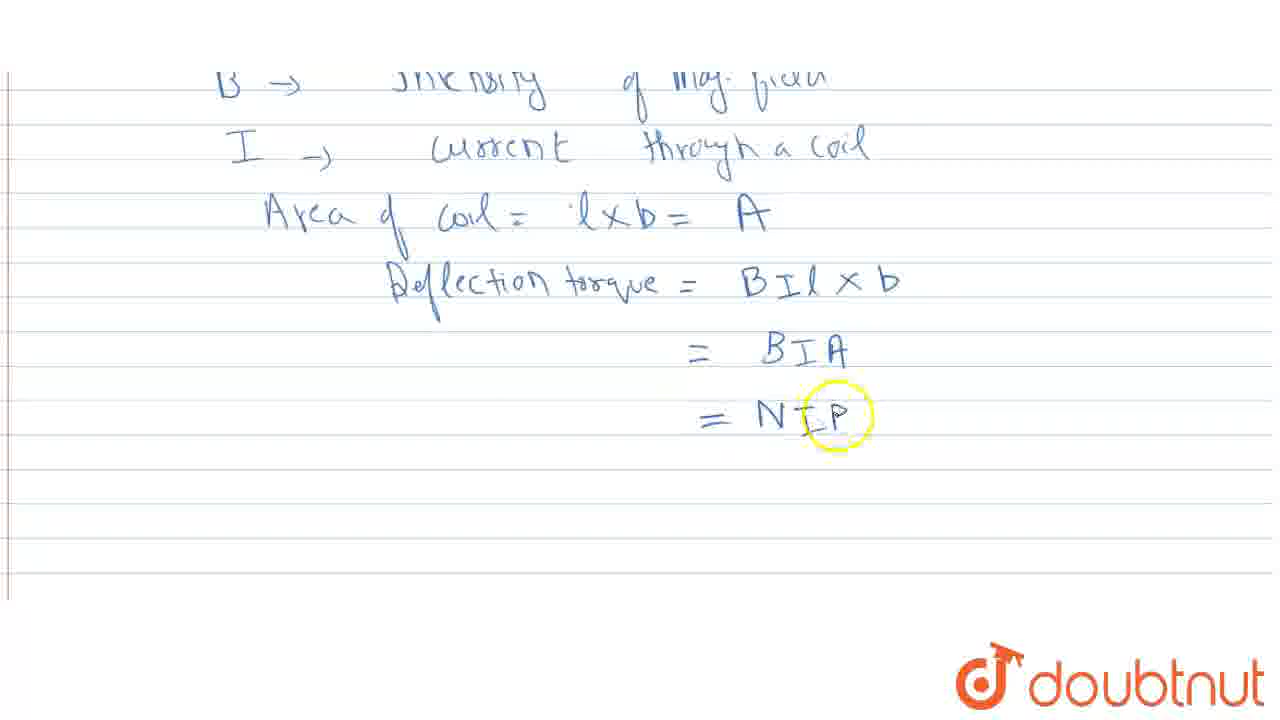 B → Intensity of mag. field
I → current through a coil
Area of coil = l × b = A
Deflection torque = B I l × b
= B I A
= N I P
doubtnut